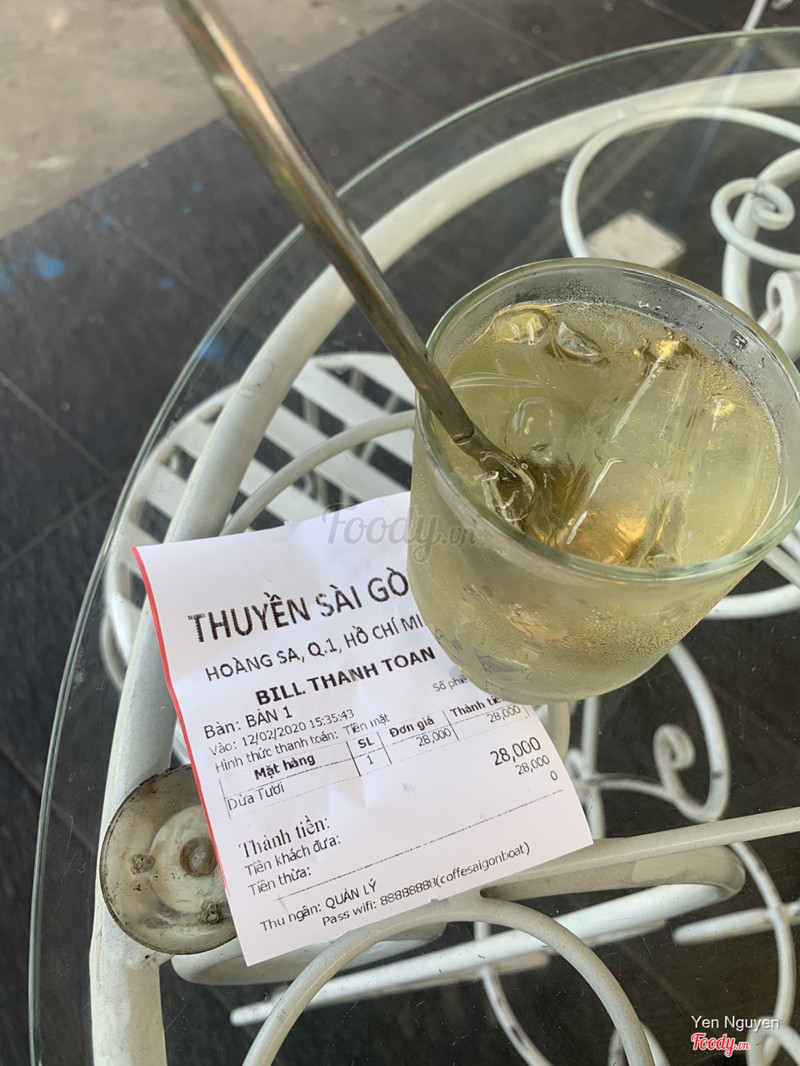 Foody.vn
THUYỀN SÀI GÒ
HOÀNG SA, Q.1, HỒ CHÍ MI
BILL THANH TOAN
Số phiế
Bàn: BÀN 1
Vào: 12/02/2020 15:35:43
Hình thức thanh toán: Tiền mặt
Mặt hàng SL Đơn giá Thành tiề
Dừa Tươi 1 28,000 28,000
Thành tiền: 28,000
Tiền khách đưa: 28,000
Tiền thừa: 0
Thu ngân: QUẢN LÝ
Pass wifi: 88888888(coffesaigonboat)
Yen Nguyen
Foody.vn